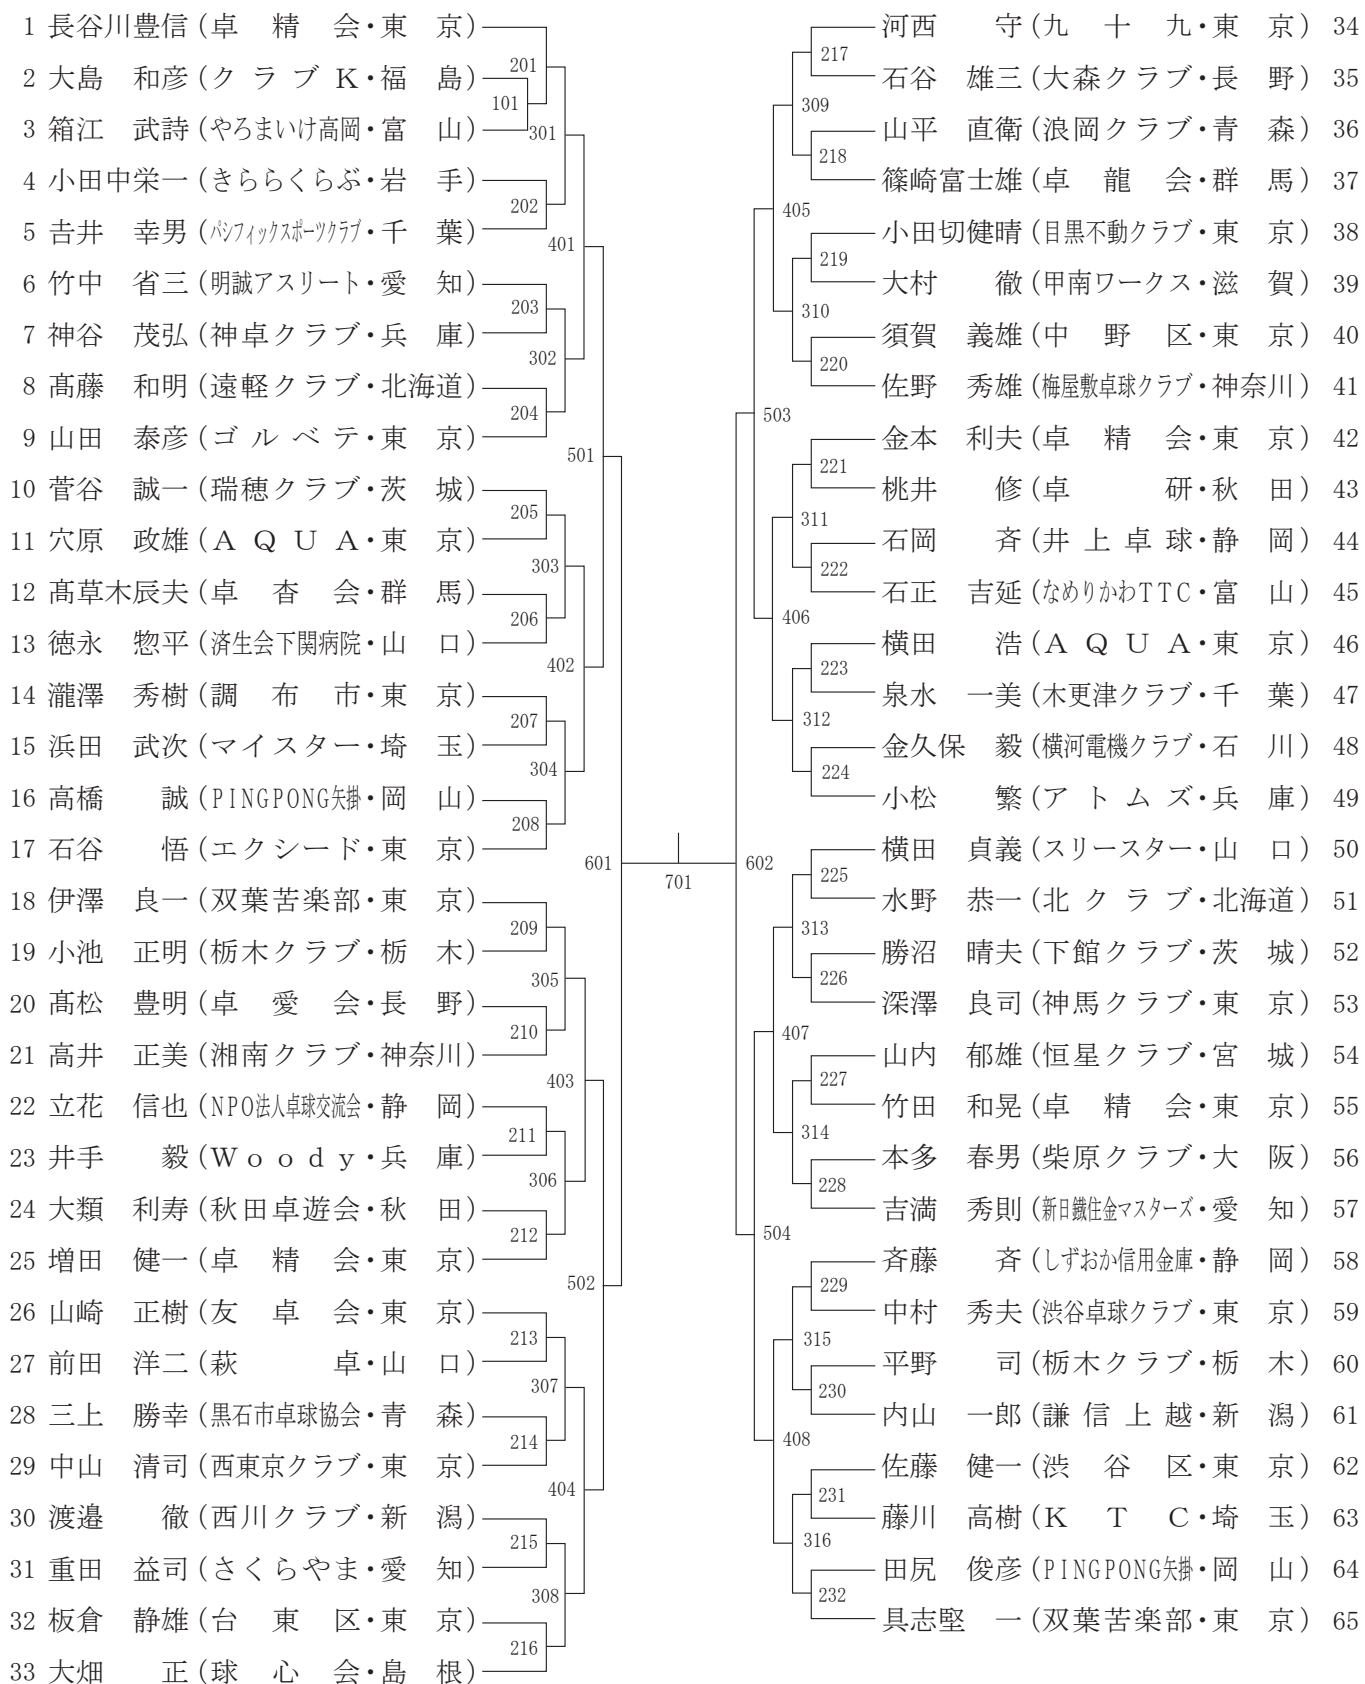 1 長谷川豊信(卓精会・東京)
2 大島和彦(クラブK・福島)
3 箱江武詩(やろまいけ高岡・富山)
4 小田中栄一(きららくらぶ・岩手)
5 𠮷井幸男(パシフィックスポーツクラブ・千葉)
6 竹中省三(明誠アスリート・愛知)
7 神谷茂弘(神卓クラブ・兵庫)
8 髙藤和明(遠軽クラブ・北海道)
9 山田泰彦(ゴルベテ・東京)
10 菅谷誠一(瑞穂クラブ・茨城)
11 穴原政雄(AQUA・東京)
12 髙草木辰夫(卓杳会・群馬)
13 徳永惣平(済生会下関病院・山口)
14 瀧澤秀樹(調布市・東京)
15 浜田武次(マイスター・埼玉)
16 高橋誠(PINGPONG矢掛・岡山)
17 石谷悟(エクシード・東京)
18 伊澤良一(双葉苦楽部・東京)
19 小池正明(栃木クラブ・栃木)
20 髙松豊明(卓愛会・長野)
21 高井正美(湘南クラブ・神奈川)
22 立花信也(NPO法人卓球交流会・静岡)
23 井手毅(Woody・兵庫)
24 大類利寿(秋田卓遊会・秋田)
25 増田健一(卓精会・東京)
26 山崎正樹(友卓会・東京)
27 前田洋二(萩卓・山口)
28 三上勝幸(黒石市卓球協会・青森)
29 中山清司(西東京クラブ・東京)
30 渡邉徹(西川クラブ・新潟)
31 重田益司(さくらやま・愛知)
32 板倉静雄(台東区・東京)
33 大畑正(球心会・島根)
101
201
202
203
204
205
206
207
208
209
210
211
212
213
214
215
216
301
302
303
304
305
306
307
308
401
402
403
404
501
502
601
701
602
503
504
405
406
407
408
309
310
311
312
313
314
315
316
217
218
219
220
221
222
223
224
225
226
227
228
229
230
231
232
河西守(九十九・東京) 34
石谷雄三(大森クラブ・長野) 35
山平直衛(浪岡クラブ・青森) 36
篠崎富士雄(卓龍会・群馬) 37
小田切健晴(目黒不動クラブ・東京) 38
大村徹(甲南ワークス・滋賀) 39
須賀義雄(中野区・東京) 40
佐野秀雄(梅屋敷卓球クラブ・神奈川) 41
金本利夫(卓精会・東京) 42
桃井修(卓研・秋田) 43
石岡斉(井上卓球・静岡) 44
石正吉延(なめりかわTTC・富山) 45
横田浩(AQUA・東京) 46
泉水一美(木更津クラブ・千葉) 47
金久保毅(横河電機クラブ・石川) 48
小松繁(アトムズ・兵庫) 49
横田貞義(スリースター・山口) 50
水野恭一(北クラブ・北海道) 51
勝沼晴夫(下館クラブ・茨城) 52
深澤良司(神馬クラブ・東京) 53
山内郁雄(恒星クラブ・宮城) 54
竹田和晃(卓精会・東京) 55
本多春男(柴原クラブ・大阪) 56
吉満秀則(新日鐵住金マスターズ・愛知) 57
斉藤斉(しずおか信用金庫・静岡) 58
中村秀夫(渋谷卓球クラブ・東京) 59
平野司(栃木クラブ・栃木) 60
内山一郎(謙信上越・新潟) 61
佐藤健一(渋谷区・東京) 62
藤川高樹(KTC・埼玉) 63
田尻俊彦(PINGPONG矢掛・岡山) 64
具志堅一(双葉苦楽部・東京) 65